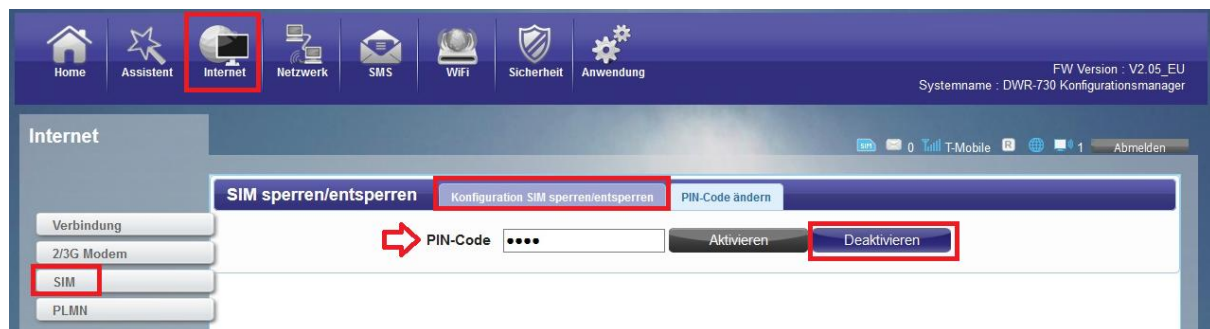 Home Assistent Internet Netzwerk SMS WiFi Sicherheit Anwendung
FW Version : V2.05_EU
Systemname : DWR-730 Konfigurationsmanager
Internet
SIM 0 T-Mobile R 1 Abmelden
SIM sperren/entsperren Konfiguration SIM sperren/entsperren PIN-Code ändern
Verbindung
2/3G Modem
SIM
PLMN
PIN-Code •••• Aktivieren Deaktivieren